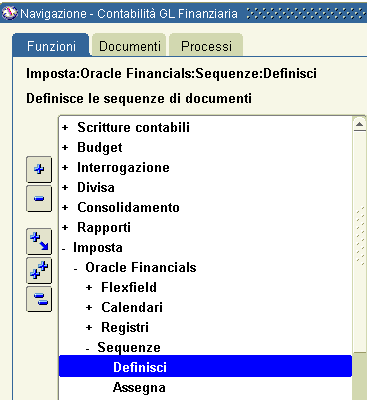 Navigazione - Contabilità GL Finanziaria
Funzioni Documenti Processi
Imposta:Oracle Financials:Sequenze:Definisci
Definisce le sequenze di documenti
+ Scritture contabili
+ Budget
+ Interrogazione
+ Divisa
+ Consolidamento
+ Rapporti
- Imposta
- Oracle Financials
+ Flexfield
+ Calendari
+ Registri
- Sequenze
Definisci
Assegna